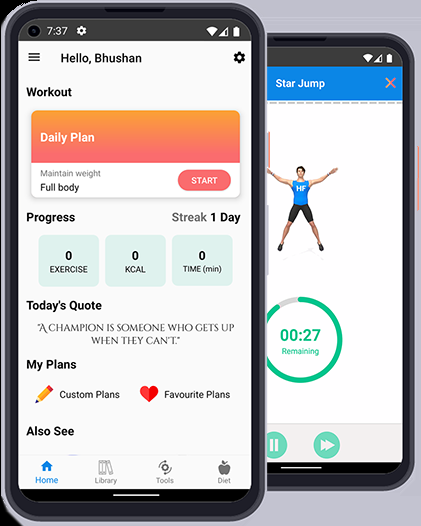 7:37
Hello, Bhushan
Workout
Daily Plan
Maintain weight
Full body
START
Progress
Streak 1 Day
0
EXERCISE
0
KCAL
0
TIME (min)
Today's Quote
"A CHAMPION IS SOMEONE WHO GETS UP
WHEN THEY CAN'T."
My Plans
Custom Plans
Favourite Plans
Also See
Home
Library
Tools
Diet
Star Jump
HF
00:27
Remaining